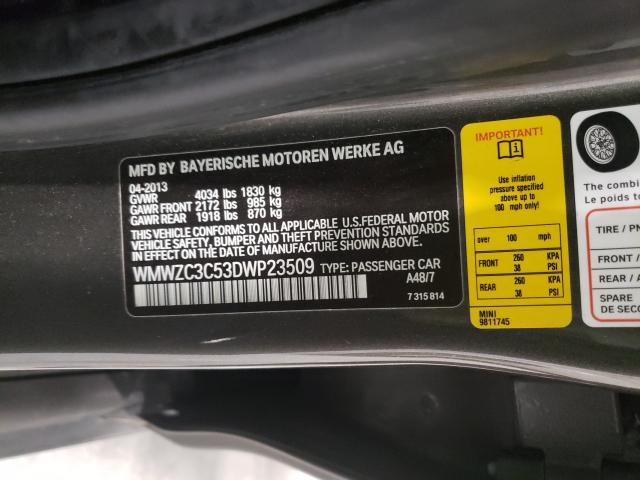 MFD BY BAYERISCHE MOTOREN WERKE AG
04-2013
GVWR 4034 lbs 1830 kg
GAWR FRONT 2172 lbs 985 kg
GAWR REAR 1918 lbs 870 kg
THIS VEHICLE CONFORMS TO ALL APPLICABLE U.S.FEDERAL MOTOR
VEHICLE SAFETY, BUMPER AND THEFT PREVENTION STANDARDS
IN EFFECT ON THE DATE OF MANUFACTURE SHOWN ABOVE.
WMWZC3C53DWP23509 TYPE: PASSENGER CAR
A48/7
7 315 814
IMPORTANT!
Use inflation
pressure specified
above up to
100 mph only!
over 100 mph
FRONT 260 KPA
38 PSI
REAR 260 KPA
38 PSI
MINI
9811745
The combin
Le poids to
TIRE / PN
FRONT /
REAR /
SPARE
DE SECO